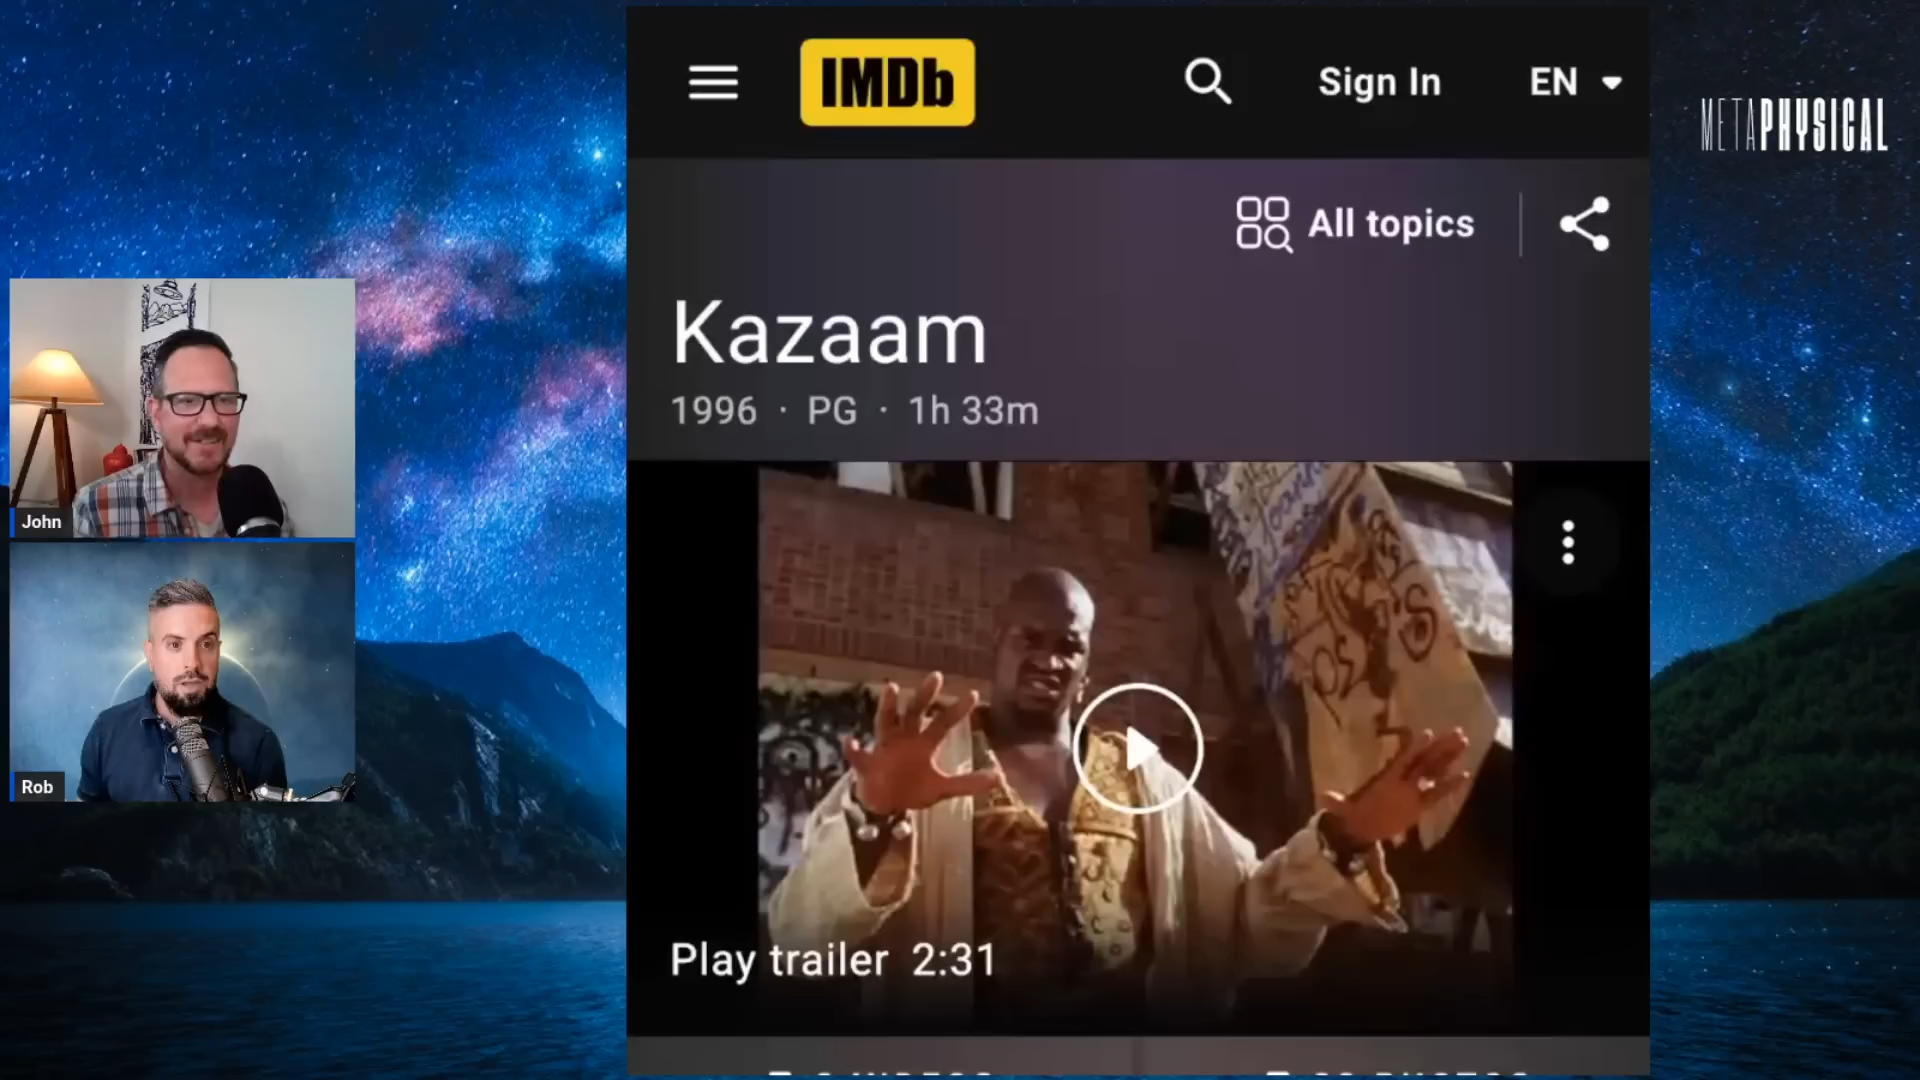 IMDb
Sign In
EN
METAPHYSICAL
All topics
Kazaam
1996 · PG · 1h 33m
John
Rob
Play trailer 2:31